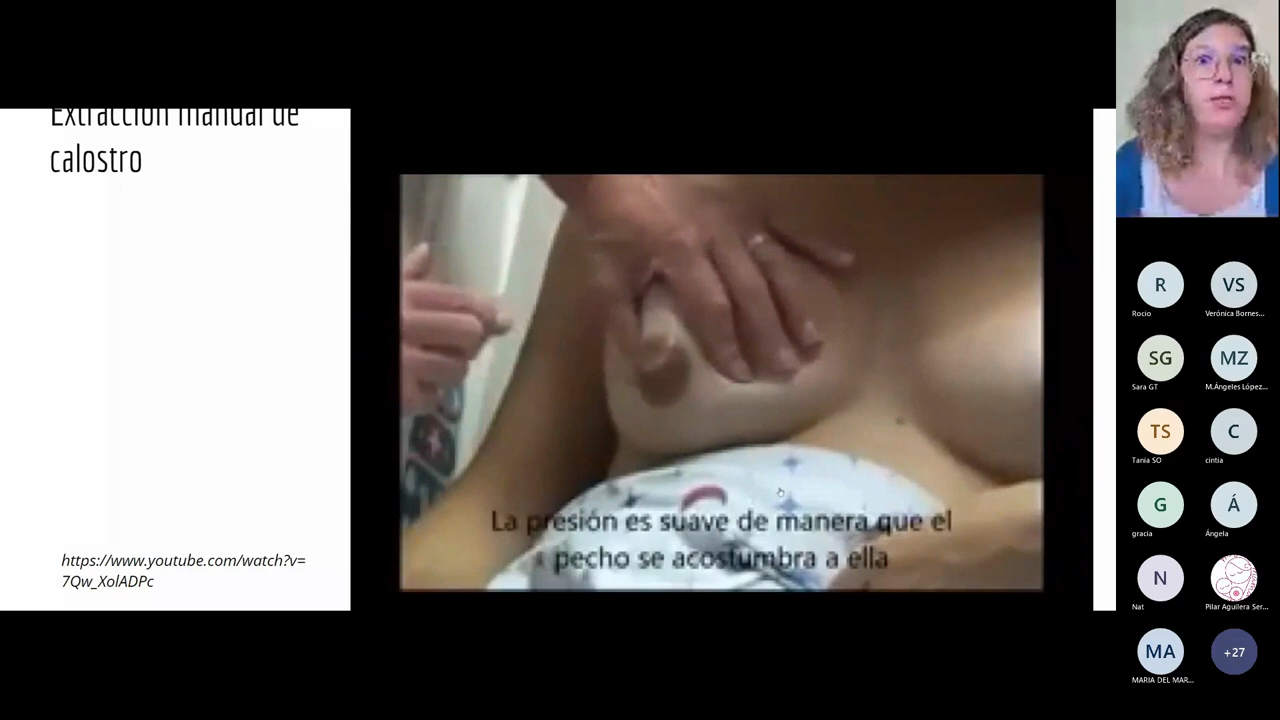 Extracción manual de
calostro
https://www.youtube.com/watch?v=
7Qw_XolADPc
La presión es suave de manera que el
pecho se acostumbra a ella
R
Rocio
VS
Verónica Bornes...
SG
Sara GT
MZ
M.Ángeles López...
TS
Tania SO
C
cintia
G
gracia
Á
Ángela
N
Nat
Pilar Aguilera Ser...
MA
MARIA DEL MAR...
+27